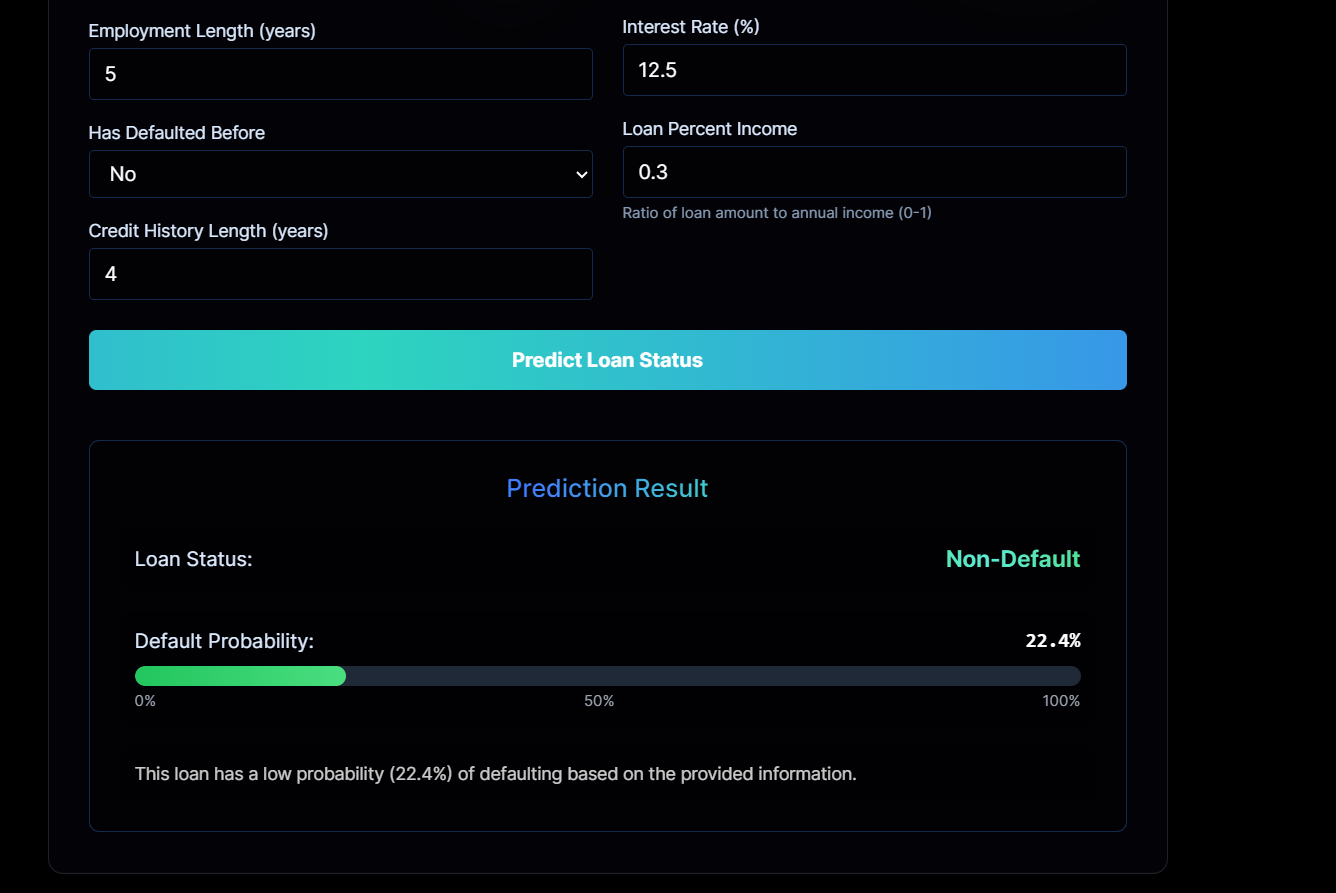 Employment Length (years)
5
Has Defaulted Before
No
Credit History Length (years)
4
Interest Rate (%)
12.5
Loan Percent Income
0.3
Ratio of loan amount to annual income (0-1)
Predict Loan Status
Prediction Result
Loan Status: Non-Default
Default Probability: 22.4%
0% 50% 100%
This loan has a low probability (22.4%) of defaulting based on the provided information.